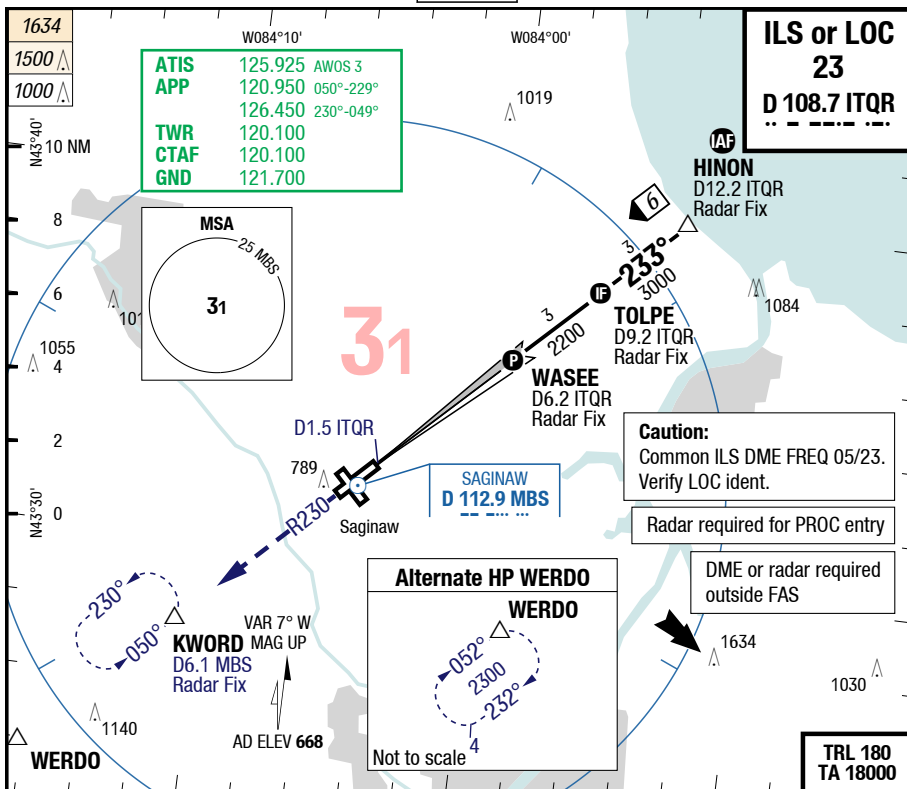 1634
1500
1000
W084°10'
W084°00'
ILS or LOC
23
D 108.7 ITQR
ATIS 125.925 AWOS 3
APP 120.950 050°-229°
126.450 230°-049°
TWR 120.100
CTAF 120.100
GND 121.700
1019
N43°40'
10 NM
8
6
4
2
0
N43°30'
IAF
HINON
D12.2 ITQR
Radar Fix
MSA
25 MBS
31
31
6
3
233°
3000
IF
TOLPE
D9.2 ITQR
Radar Fix
1084
3
2200
P
WASEE
D6.2 ITQR
Radar Fix
1055
D1.5 ITQR
789
SAGINAW
D 112.9 MBS
Saginaw
R230
Caution:
Common ILS DME FREQ 05/23.
Verify LOC ident.
Radar required for PROC entry
DME or radar required
outside FAS
1634
1030
Alternate HP WERDO
WERDO
052°
2300
232°
4
Not to scale
230°
050°
KWORD
D6.1 MBS
Radar Fix
VAR 7° W
MAG UP
AD ELEV 668
1140
WERDO
TRL 180
TA 18000